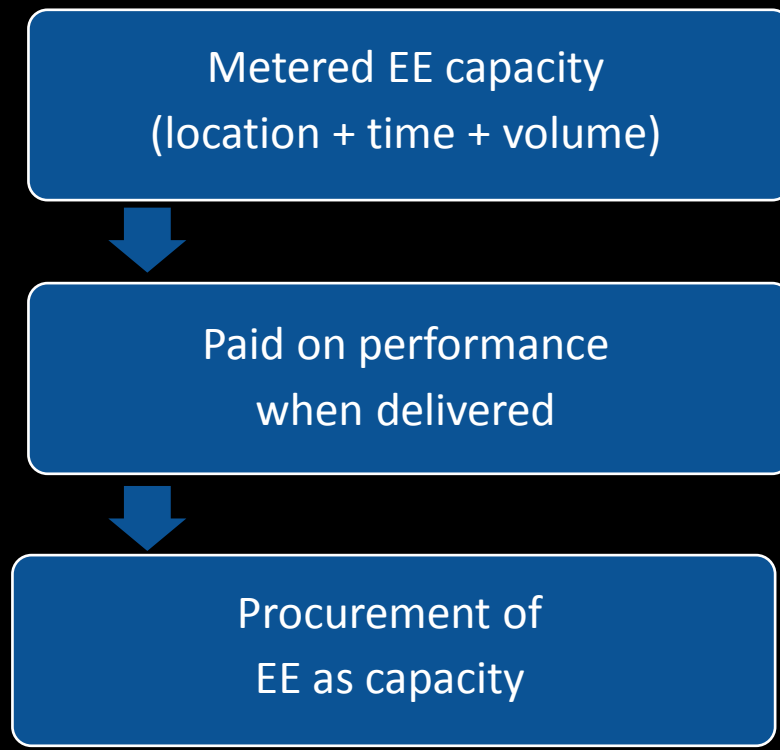 Metered EE capacity
(location + time + volume)
Paid on performance
when delivered
Procurement of
EE as capacity